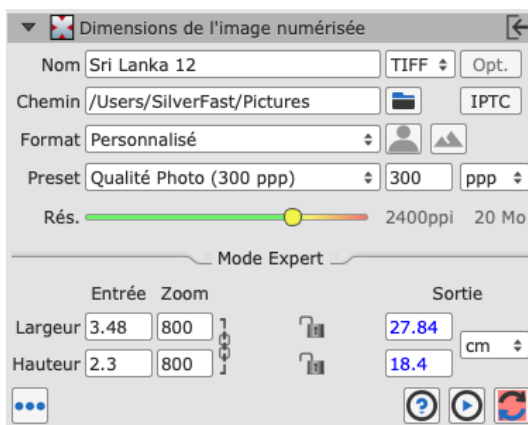 Dimensions de l'image numérisée
Nom Sri Lanka 12 TIFF Opt.
Chemin /Users/SilverFast/Pictures IPTC
Format Personnalisé
Preset Qualité Photo (300 ppp) 300 ppp
Rés. 2400ppi 20 Mo
Mode Expert
Entrée Zoom Sortie
Largeur 3.48 800 27.84
cm
Hauteur 2.3 800 18.4